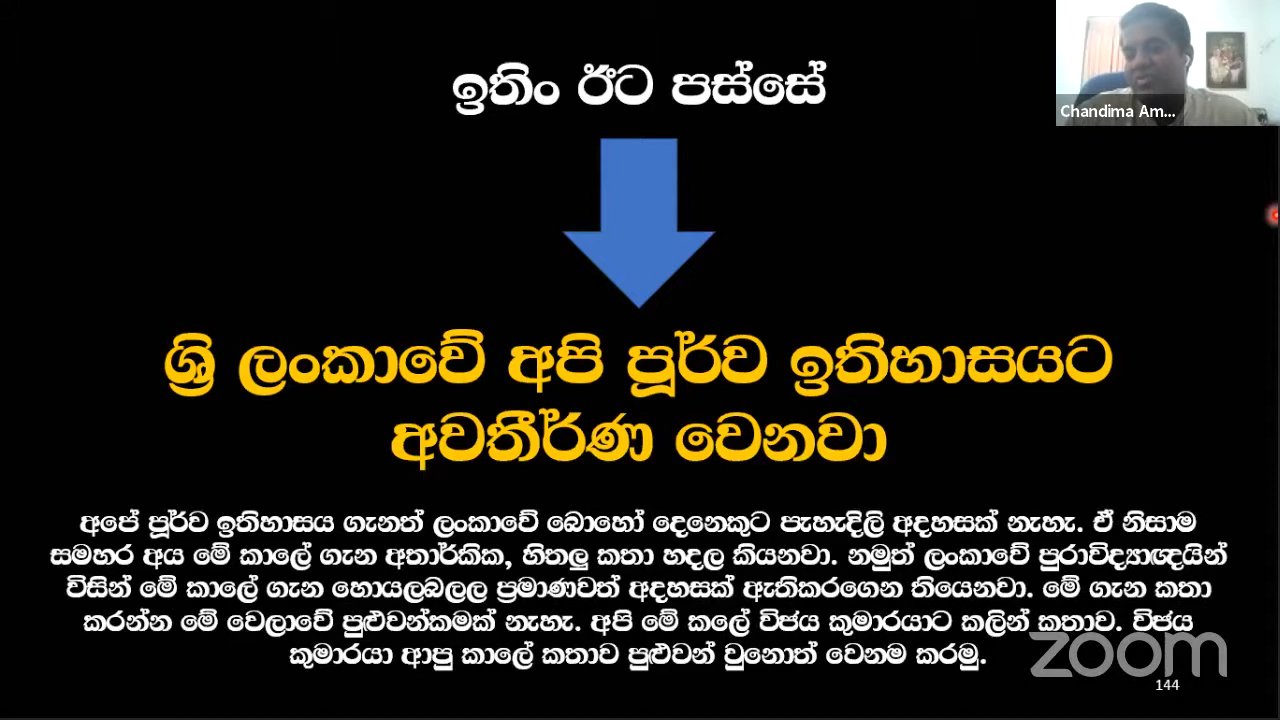 ඉතිං ඊට පස්සේ
Chandima Am...
ශ්‍රී ලංකාවේ අපි පූර්ව ඉතිහාසයට
අවතීර්ණ වෙනවා
අපේ පූර්ව ඉතිහාසය ගැනත් ලංකාවේ බොහෝ දෙනෙකුට පැහැදිලි අදහසක් නැහැ. ඒ නිසාම
සමහර අය මේ කාලේ ගැන අතාර්කික, හිතලු කතා හදල කියනවා. නමුත් ලංකාවේ පුරාවිද්‍යාඥයින්
විසින් මේ කාලේ ගැන හොයලබලල ප්‍රමාණවත් අදහසක් ඇතිකරගෙන තියෙනවා. මේ ගැන කතා
කරන්න මේ වෙලාවේ පුළුවන්කමක් නැහැ. අපි මේ කලේ විජය කුමාරයාට කලින් කතාව. විජය
කුමාරයා ආපු කාලේ කතාව පුළුවන් වුනොත් වෙනම කරමු.
zoom
144